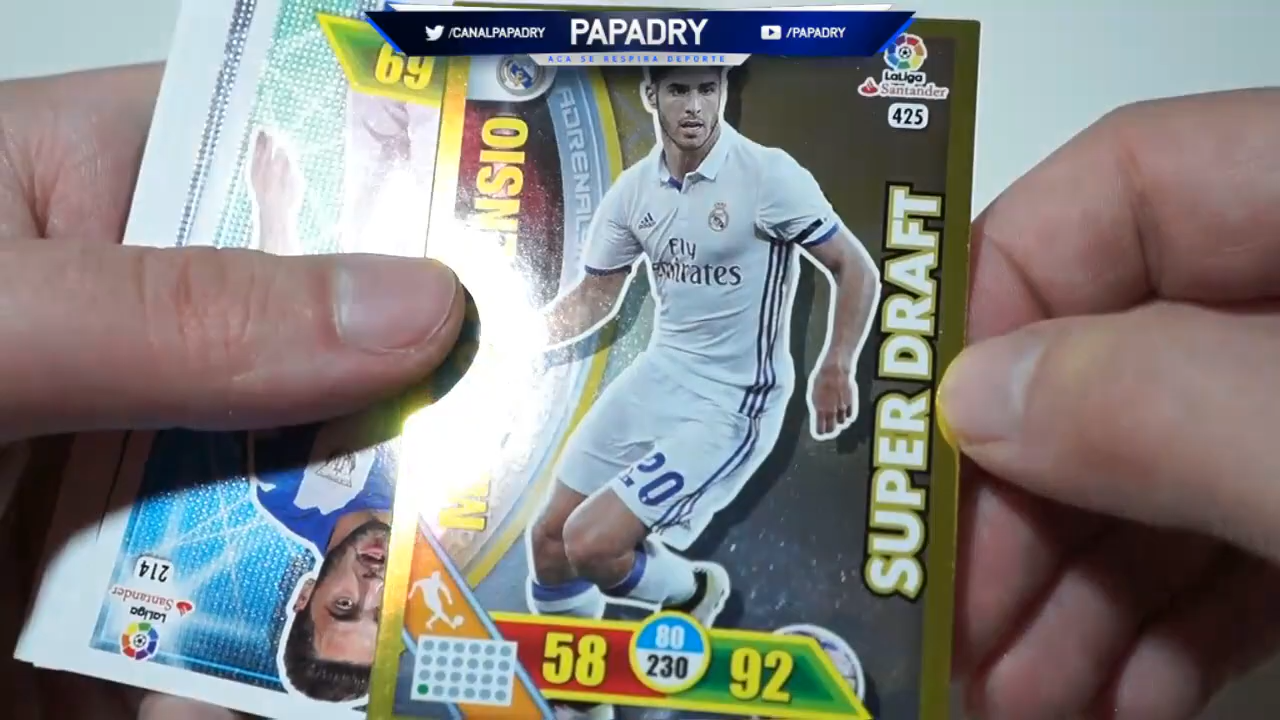 /CANALPAPADRY
PAPADRY
/PAPADRY
ACA SE RESPIRA DEPORTE
69
LaLiga
Santander
425
ADRENAL
SUPER DRAFT
Fly
Emirates
20
58
80
230
92
214
LaLiga
Santander